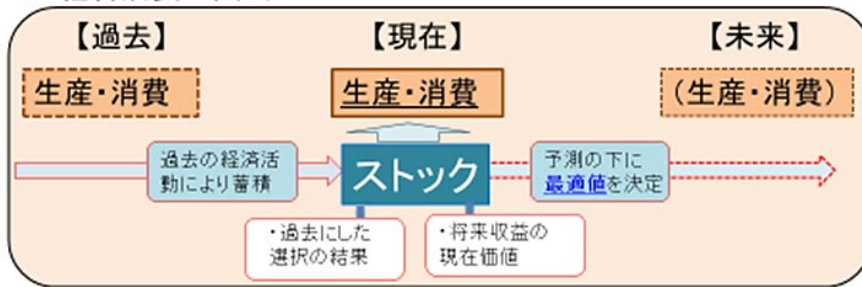 【過去】
【現在】
【未来】
生産・消費
生産・消費
（生産・消費）
過去の経済活
動により蓄積
ストック
予測の下に
最適値を決定
・過去にした
選択の結果
・将来収益の
現在価値